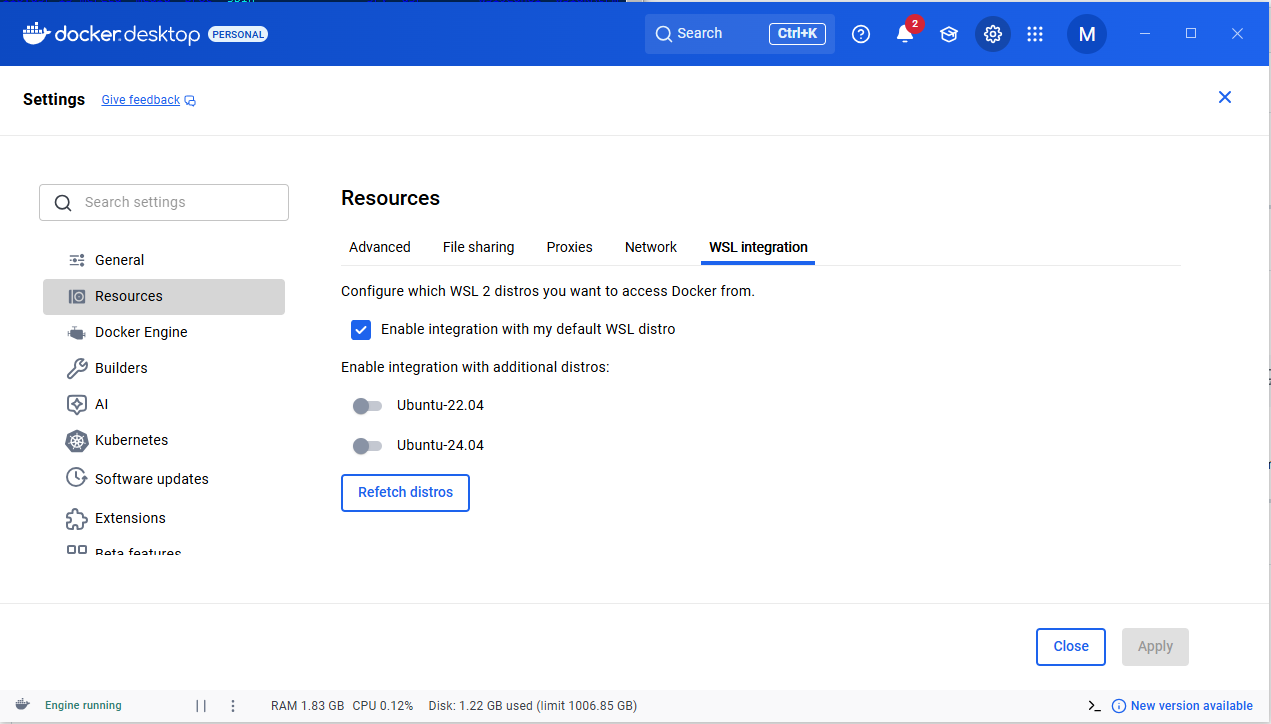 docker.desktop PERSONAL Search Ctrl+K 2 M
Settings Give feedback
Search settings
General
Resources
Docker Engine
Builders
AI
Kubernetes
Software updates
Extensions
Beta features
Resources
Advanced File sharing Proxies Network WSL integration
Configure which WSL 2 distros you want to access Docker from.
Enable integration with my default WSL distro
Enable integration with additional distros:
Ubuntu-22.04
Ubuntu-24.04
Refetch distros
Close Apply
Engine running RAM 1.83 GB CPU 0.12% Disk: 1.22 GB used (limit 1006.85 GB) New version available